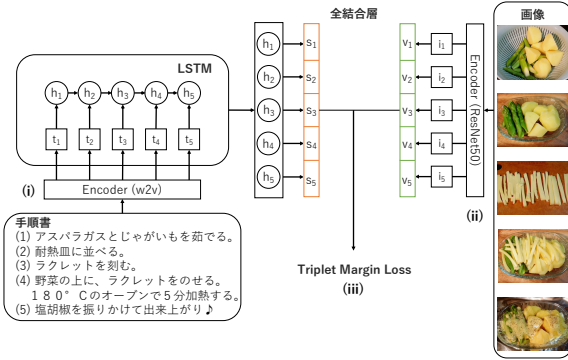 全結合層
画像
LSTM
h1 h2 h3 h4 h5
t1 t2 t3 t4 t5
(i)
Encoder (w2v)
手順書
(1) アスパラガスとじゃがいもを茹でる。
(2) 耐熱皿に並べる。
(3) ラクレットを刻む。
(4) 野菜の上に、ラクレットをのせる。
180°Cのオーブンで5分加熱する。
(5) 塩胡椒を振りかけて出来上がり♪
h1 s1 v1 i1
h2 s2 v2 i2
h3 s3 v3 i3
h4 s4 v4 i4
h5 s5 v5 i5
Encoder (ResNet50)
(ii)
Triplet Margin Loss
(iii)